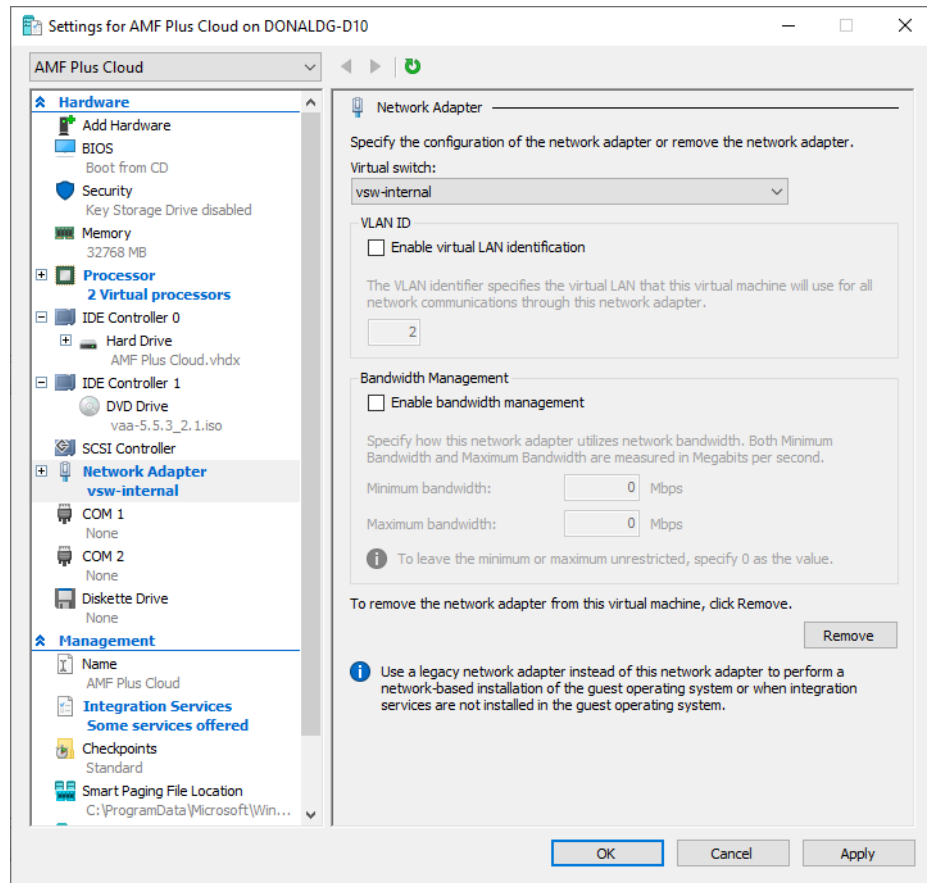 Settings for AMF Plus Cloud on DONALDG-D10
AMF Plus Cloud
Hardware
Add Hardware
BIOS
Boot from CD
Security
Key Storage Drive disabled
Memory
32768 MB
Processor
2 Virtual processors
IDE Controller 0
Hard Drive
AMF Plus Cloud.vhdx
IDE Controller 1
DVD Drive
vaa-5.5.3_2.1.iso
SCSI Controller
Network Adapter
vsw-internal
COM 1
None
COM 2
None
Diskette Drive
None
Management
Name
AMF Plus Cloud
Integration Services
Some services offered
Checkpoints
Standard
Smart Paging File Location
C:\ProgramData\Microsoft\Win...
Network Adapter
Specify the configuration of the network adapter or remove the network adapter.
Virtual switch:
vsw-internal
VLAN ID
Enable virtual LAN identification
The VLAN identifier specifies the virtual LAN that this virtual machine will use for all
network communications through this network adapter.
2
Bandwidth Management
Enable bandwidth management
Specify how this network adapter utilizes network bandwidth. Both Minimum
Bandwidth and Maximum Bandwidth are measured in Megabits per second.
Minimum bandwidth: 0 Mbps
Maximum bandwidth: 0 Mbps
To leave the minimum or maximum unrestricted, specify 0 as the value.
To remove the network adapter from this virtual machine, click Remove.
Remove
Use a legacy network adapter instead of this network adapter to perform a
network-based installation of the guest operating system or when integration
services are not installed in the guest operating system.
OK Cancel Apply